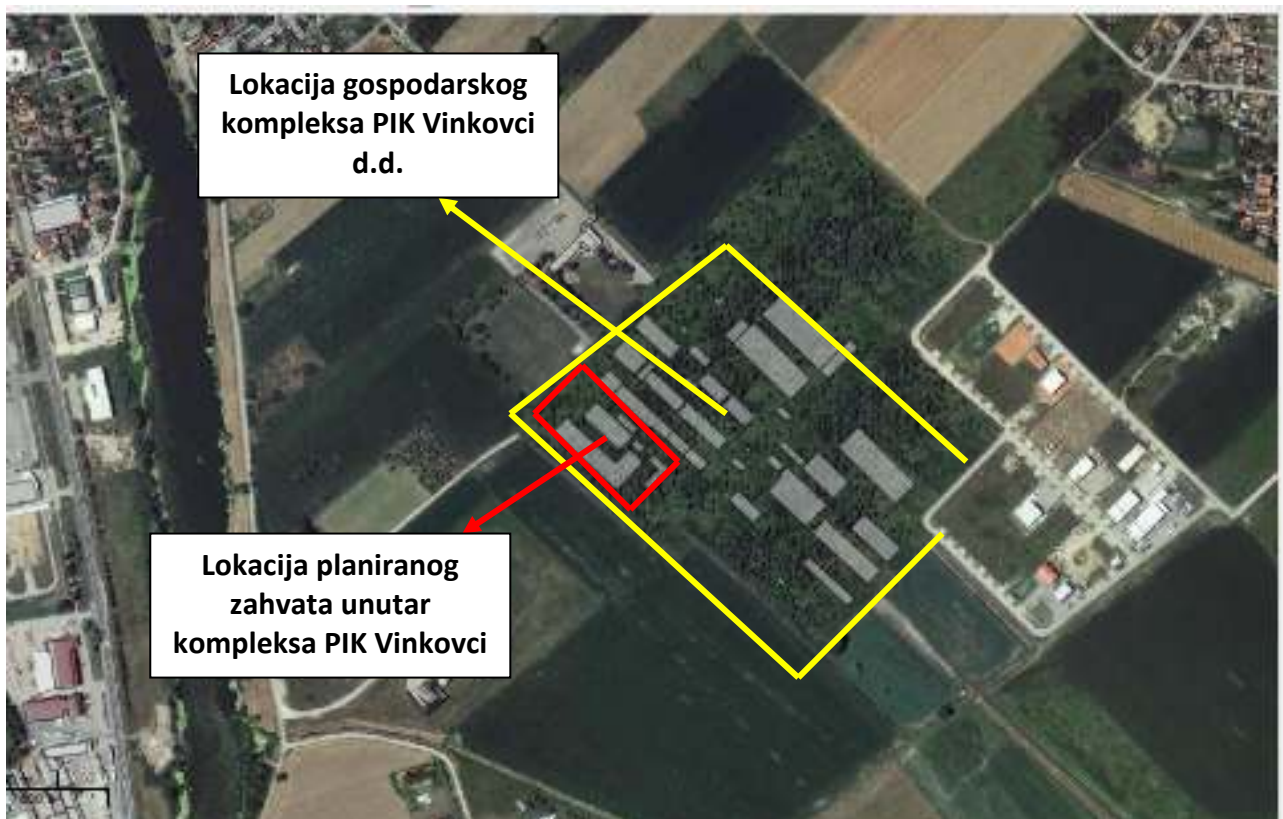 Lokacija gospodarskog
kompleksa PIK Vinkovci
d.d.
Lokacija planiranog
zahvata unutar
kompleksa PIK Vinkovci